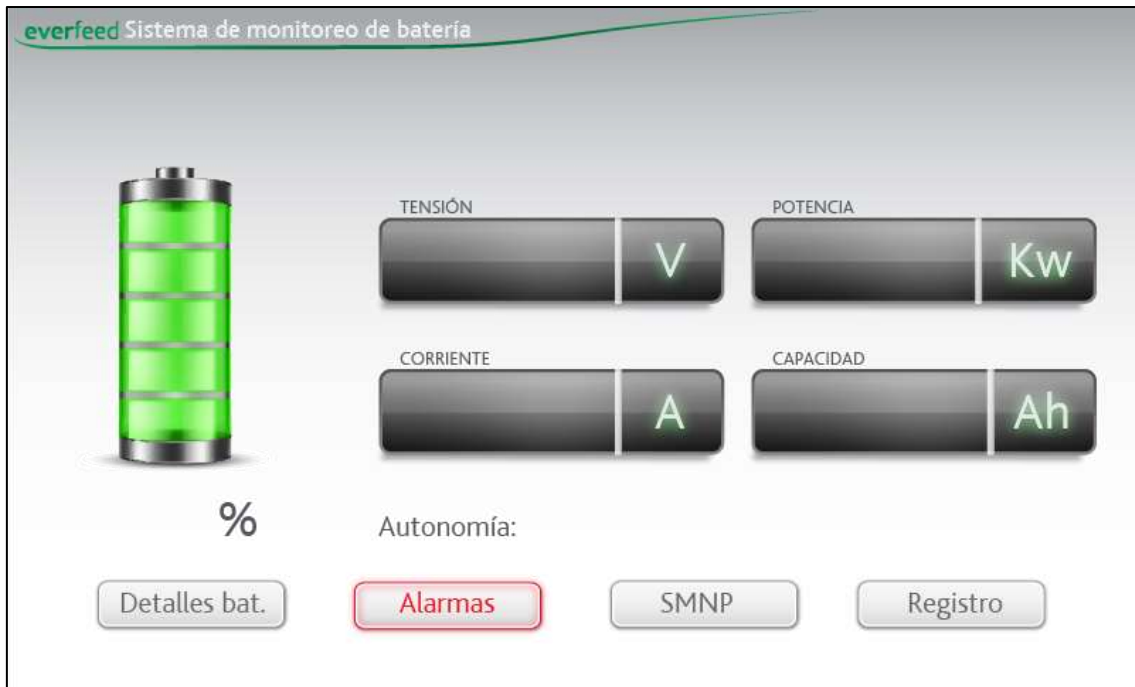 everfeed Sistema de monitoreo de batería
TENSIÓN
POTENCIA
V
Kw
CORRIENTE
CAPACIDAD
A
Ah
%
Autonomía:
Detalles bat.
Alarmas
SMNP
Registro